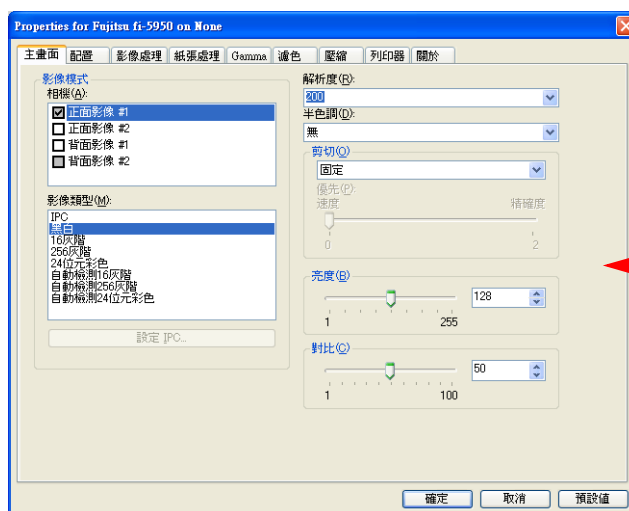 Properties for Fujitsu fi-5950 on None
主畫面 配置 影像處理 紙張處理 Gamma 濾色 壓縮 列印器 關於
影像模式
相機(A):
正面影像 #1
正面影像 #2
背面影像 #1
背面影像 #2
影像類型(M):
IPC
黑白
16灰階
256灰階
24位元彩色
自動檢測16灰階
自動檢測256灰階
自動檢測24位元彩色
設定 IPC...
解析度(R):
200
半色調(D):
無
剪切(O)
固定
優先(P):
速度 精確度
0 2
亮度(B)
128
1 255
對比(C)
50
1 100
確定 取消 預設值